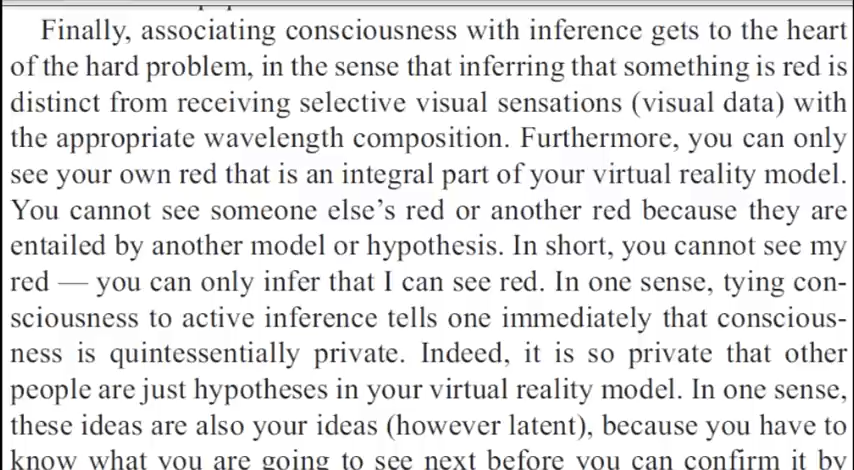 Finally, associating consciousness with inference gets to the heart
of the hard problem, in the sense that inferring that something is red is
distinct from receiving selective visual sensations (visual data) with
the appropriate wavelength composition. Furthermore, you can only
see your own red that is an integral part of your virtual reality model.
You cannot see someone else’s red or another red because they are
entailed by another model or hypothesis. In short, you cannot see my
red — you can only infer that I can see red. In one sense, tying con-
sciousness to active inference tells one immediately that conscious-
ness is quintessentially private. Indeed, it is so private that other
people are just hypotheses in your virtual reality model. In one sense,
these ideas are also your ideas (however latent), because you have to
know what you are going to see next before you can confirm it by